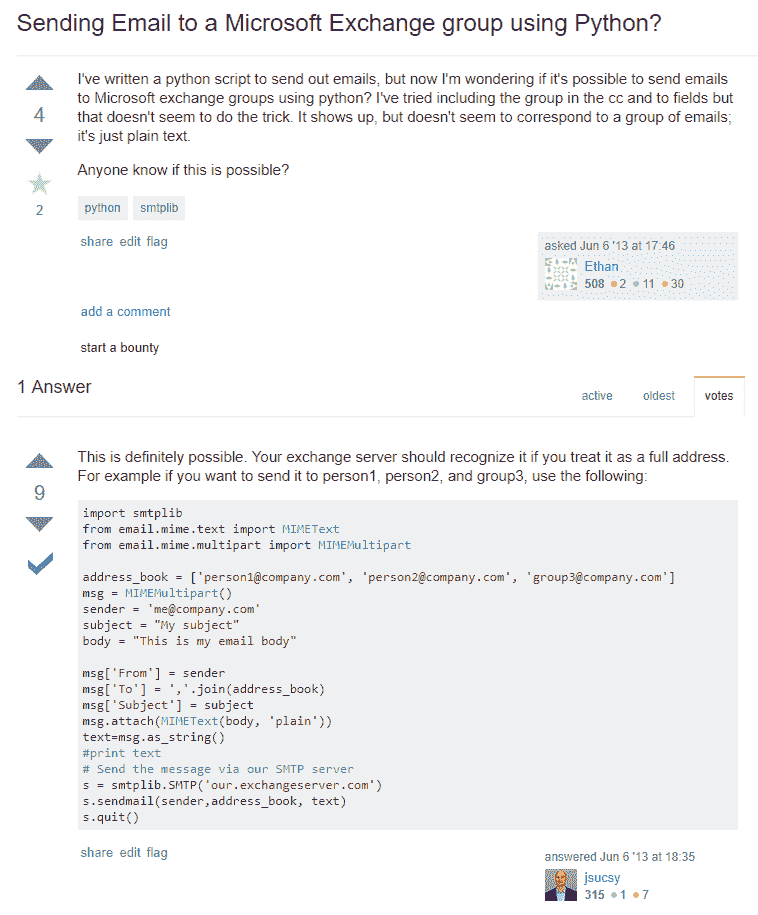 Sending Email to a Microsoft Exchange group using Python?
I've written a python script to send out emails, but now I'm wondering if it's possible to send emails
to Microsoft exchange groups using python? I've tried including the group in the cc and to fields but
that doesn't seem to do the trick. It shows up, but doesn't seem to correspond to a group of emails;
it's just plain text.
4
Anyone know if this is possible?
2
python smtplib
share edit flag
asked Jun 6 '13 at 17:46
Ethan
508 2 11 30
add a comment
start a bounty
1 Answer
active oldest votes
This is definitely possible. Your exchange server should recognize it if you treat it as a full address.
For example if you want to send it to person1, person2, and group3, use the following:
9
import smtplib
from email.mime.text import MIMEText
from email.mime.multipart import MIMEMultipart
address_book = ['person1@company.com', 'person2@company.com', 'group3@company.com']
msg = MIMEMultipart()
sender = 'me@company.com'
subject = "My subject"
body = "This is my email body"
msg['From'] = sender
msg['To'] = ','.join(address_book)
msg['Subject'] = subject
msg.attach(MIMEText(body, 'plain'))
text=msg.as_string()
#print text
# Send the message via our SMTP server
s = smtplib.SMTP('our.exchangeserver.com')
s.sendmail(sender,address_book, text)
s.quit()
share edit flag
answered Jun 6 '13 at 18:35
jsucsy
315 1 7